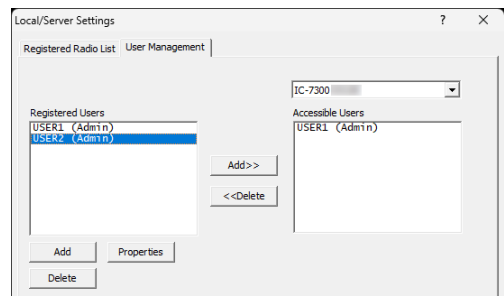 Local/Server Settings ? X
Registered Radio List User Management
IC-7300
Registered Users Accessible Users
USER1 (Admin) USER1 (Admin)
USER2 (Admin)
Add>>
<<Delete
Add Properties
Delete